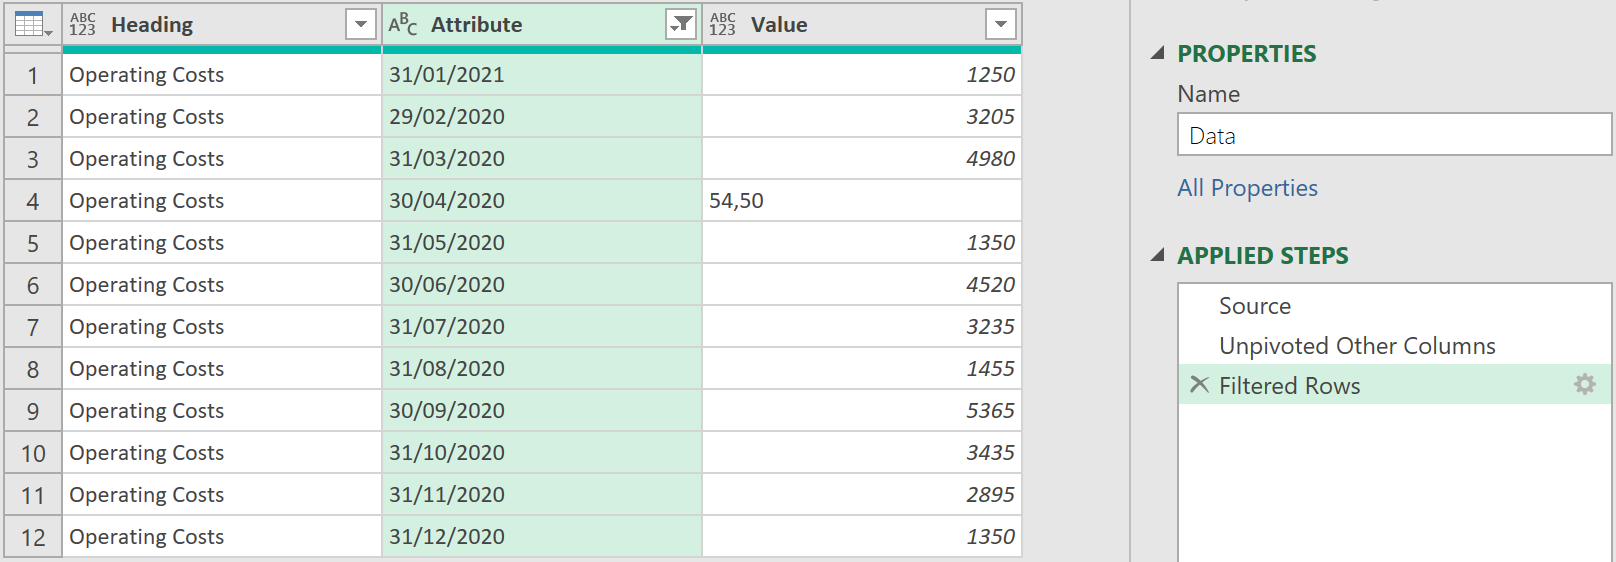 ABC 123 Heading ABC Attribute ABC 123 Value
1 Operating Costs 31/01/2021 1250
2 Operating Costs 29/02/2020 3205
3 Operating Costs 31/03/2020 4980
4 Operating Costs 30/04/2020 54,50
5 Operating Costs 31/05/2020 1350
6 Operating Costs 30/06/2020 4520
7 Operating Costs 31/07/2020 3235
8 Operating Costs 31/08/2020 1455
9 Operating Costs 30/09/2020 5365
10 Operating Costs 31/10/2020 3435
11 Operating Costs 31/11/2020 2895
12 Operating Costs 31/12/2020 1350
PROPERTIES
Name
Data
All Properties
APPLIED STEPS
Source
Unpivoted Other Columns
Filtered Rows